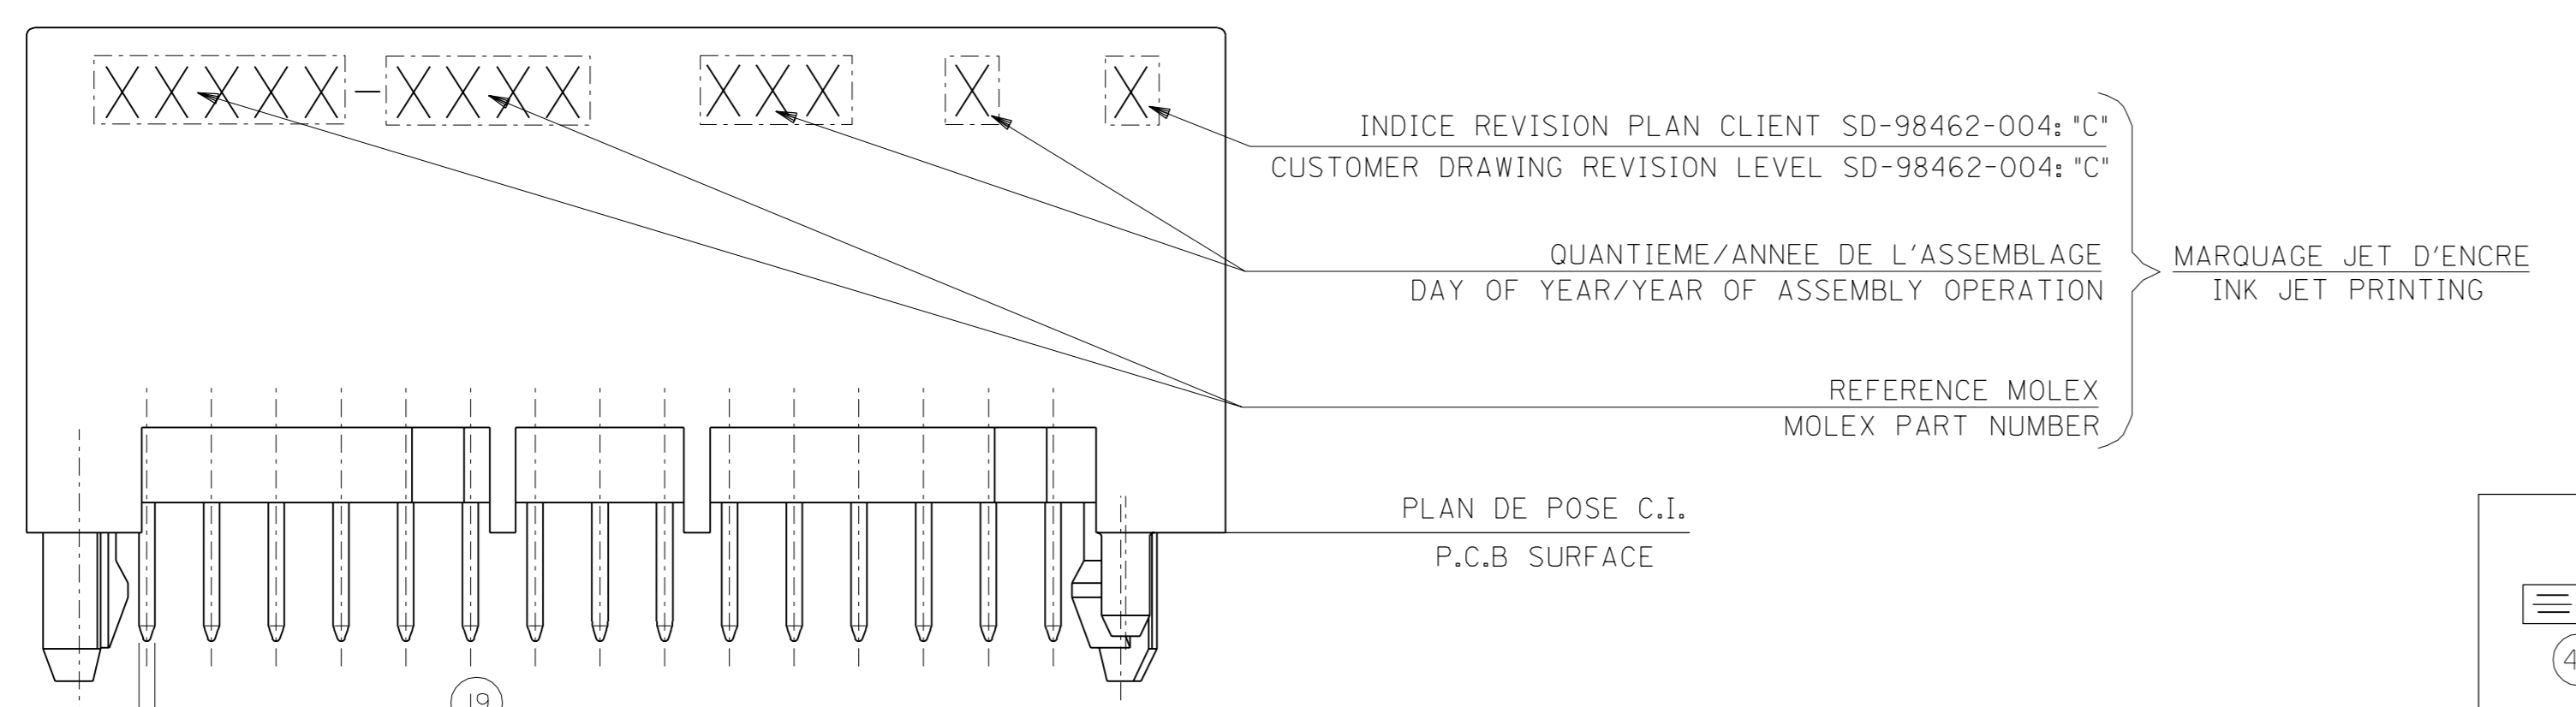 XXXXX-XXXX XXX X X
INDICE REVISION PLAN CLIENT SD-98462-004:"C"
CUSTOMER DRAWING REVISION LEVEL SD-98462-004:"C"
QUANTIEME/ANNEE DE L'ASSEMBLAGE
DAY OF YEAR/YEAR OF ASSEMBLY OPERATION
MARQUAGE JET D'ENCRE
INK JET PRINTING
REFERENCE MOLEX
MOLEX PART NUMBER
PLAN DE POSE C.I.
P.C.B SURFACE
4